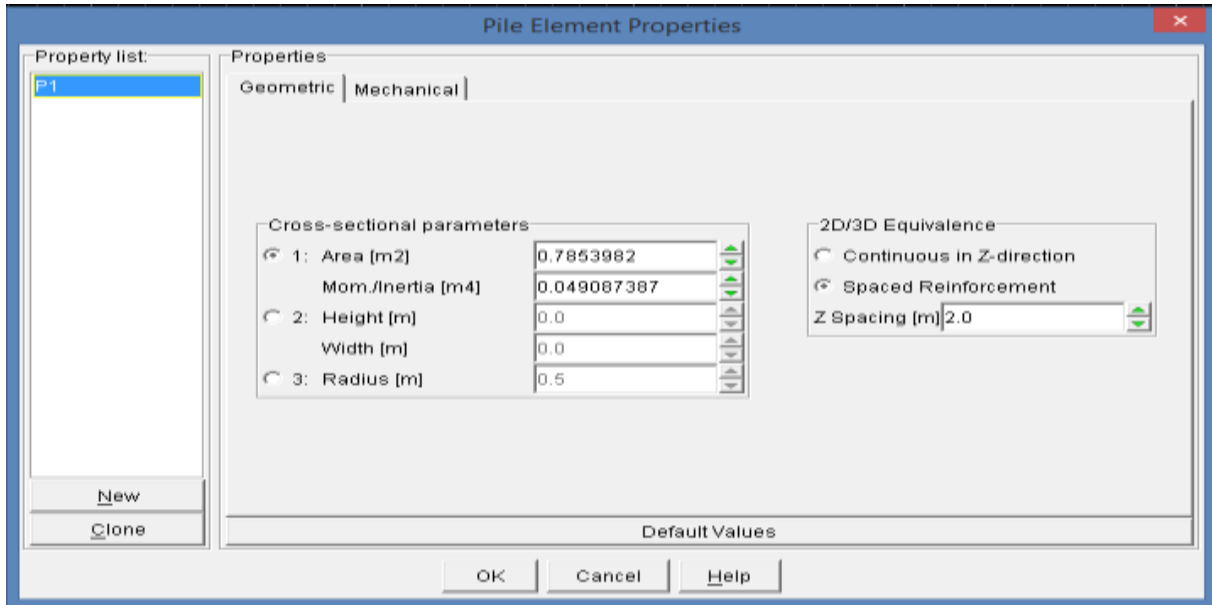 Pile Element Properties
Property list:
P1
New
Clone
Properties
Geometric
Mechanical
Cross-sectional parameters
1: Area [m2] 0.7853982
Mom./Inertia [m4] 0.049087387
2: Height [m] 0.0
Width [m] 0.0
3: Radius [m] 0.5
2D/3D Equivalence
Continuous in Z-direction
Spaced Reinforcement
Z Spacing [m] 2.0
Default Values
OK Cancel Help